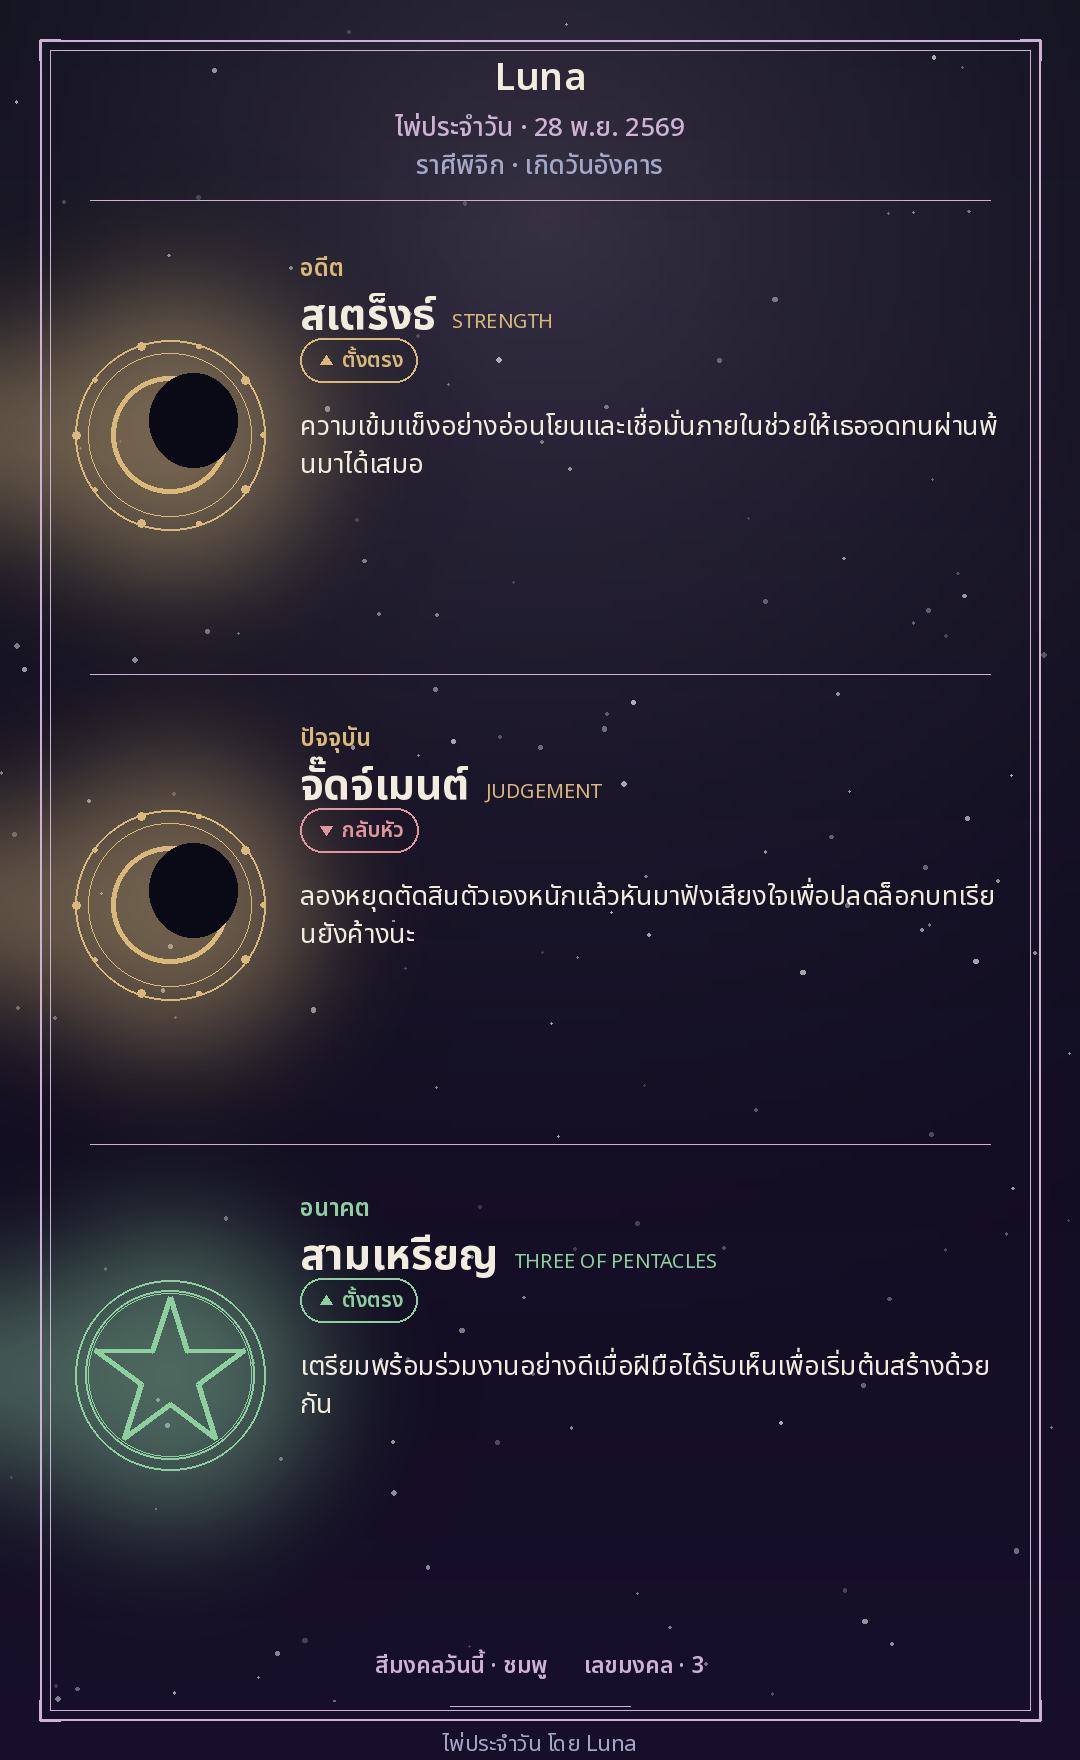 Luna
ไพ่ประจำวัน · 28 พ.ย. 2569
ราศีพิจิก · เกิดวันอังคาร
อดีต
สเตร็งธ์ STRENGTH
▲ ตั้งตรง
ความเข้มแข็งอย่างอ่อนโยนและเชื่อมั่นภายในช่วยให้เธออดทนผ่านพ้
นมาได้เสมอ
ปัจจุบัน
จั๊ดจ์เมนต์ JUDGEMENT
▼ กลับหัว
ลองหยุดตัดสินตัวเองหนักแล้วหันมาฟังเสียงใจเพื่อปลดล็อกบทเรีย
นยังค้างนะ
อนาคต
สามเหรียญ THREE OF PENTACLES
▲ ตั้งตรง
เตรียมพร้อมร่วมงานอย่างดีเมื่อฝีมือได้รับเห็นเพื่อเริ่มต้นสร้างด้วย
กัน
สีมงคลวันนี้ · ชมพู เลขมงคล · 3
ไพ่ประจำวัน โดย Luna